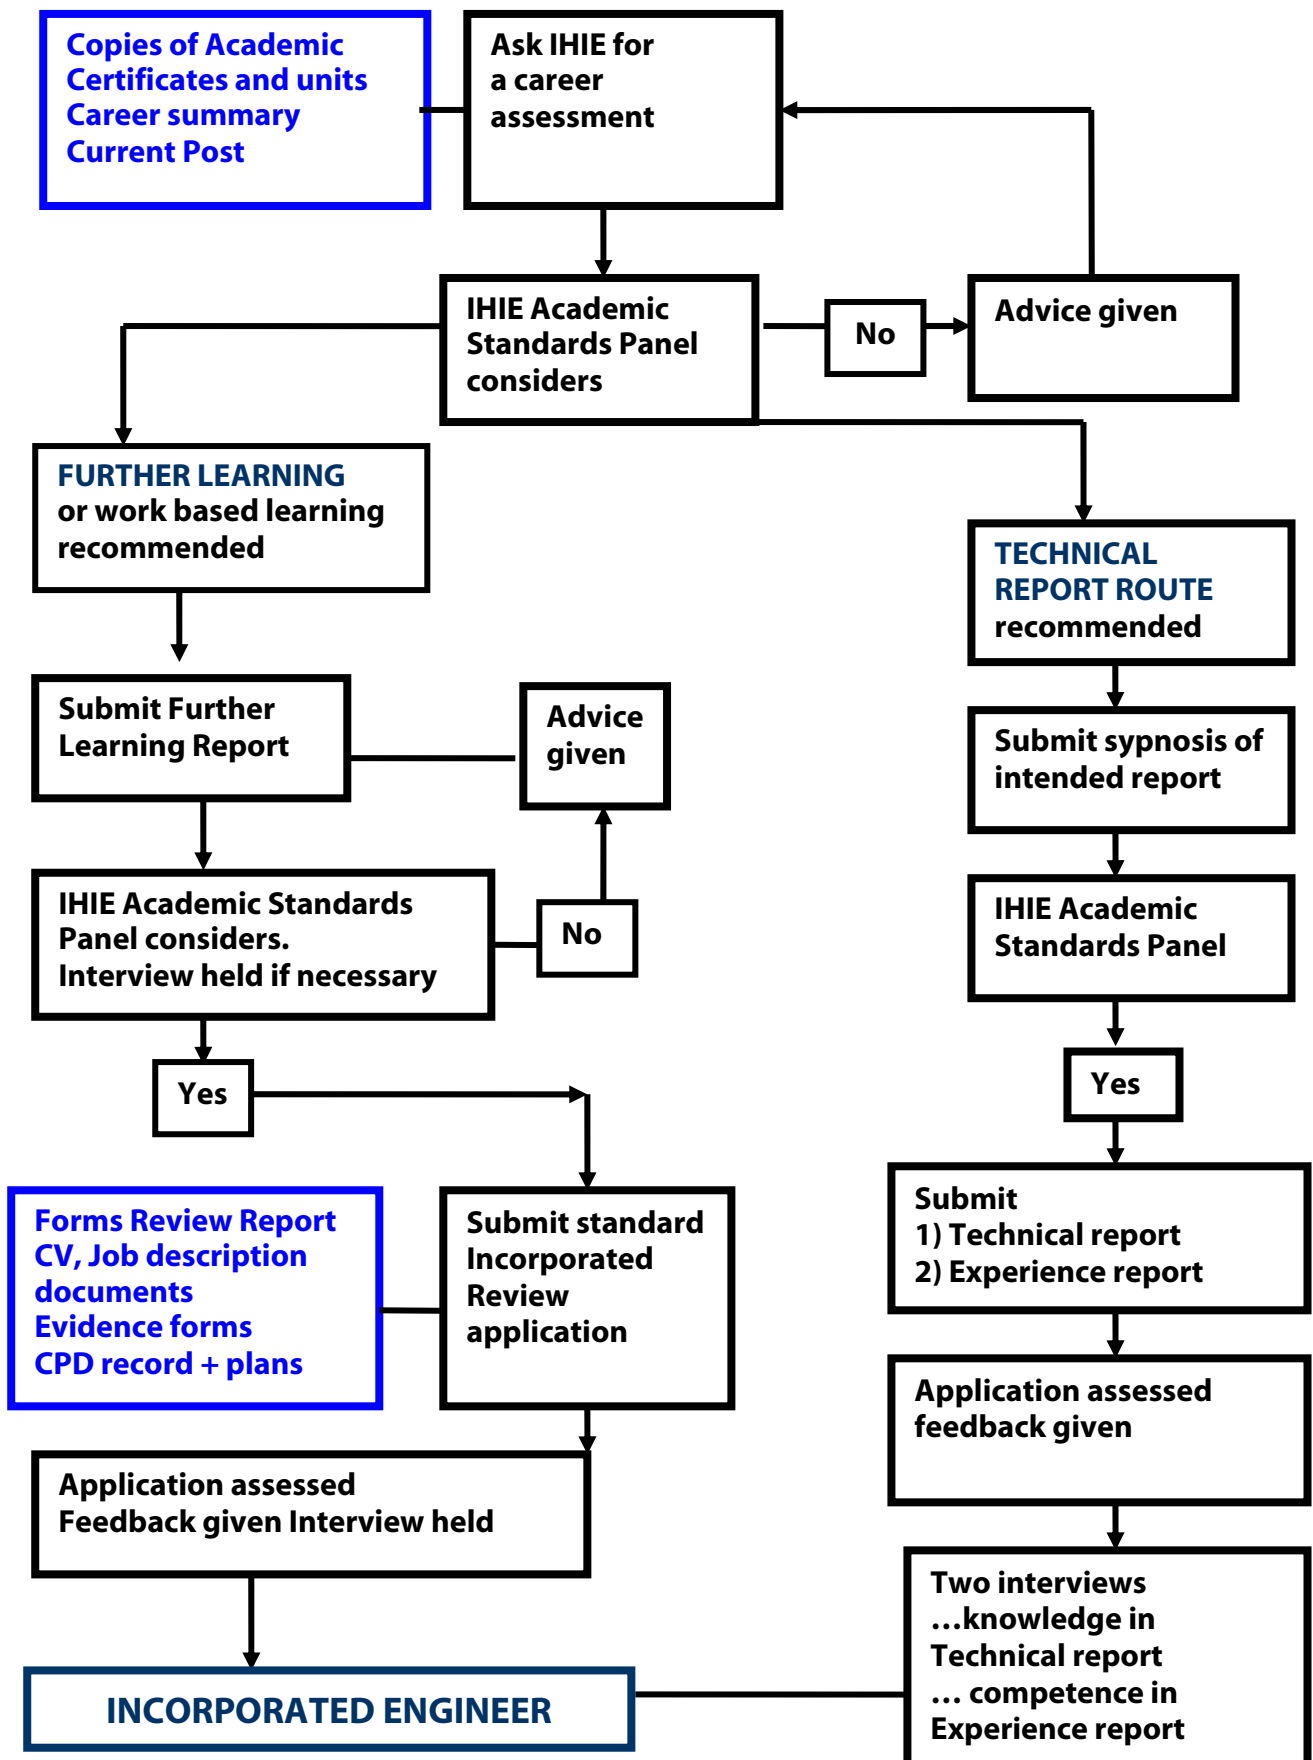 Copies of Academic
Certificates and units
Career summary
Current Post
Ask IHIE for
a career
assessment
IHIE Academic
Standards Panel
considers
No
Advice given
FURTHER LEARNING
or work based learning
recommended
TECHNICAL
REPORT ROUTE
recommended
Submit Further
Learning Report
Advice
given
Submit sypnosis of
intended report
IHIE Academic Standards
Panel considers.
Interview held if necessary
No
IHIE Academic
Standards Panel
Yes
Yes
Forms Review Report
CV, Job description
documents
Evidence forms
CPD record + plans
Submit standard
Incorporated
Review
application
Submit
1) Technical report
2) Experience report
Application assessed
feedback given
Application assessed
Feedback given Interview held
Two interviews
…knowledge in
Technical report
… competence in
Experience report
INCORPORATED ENGINEER